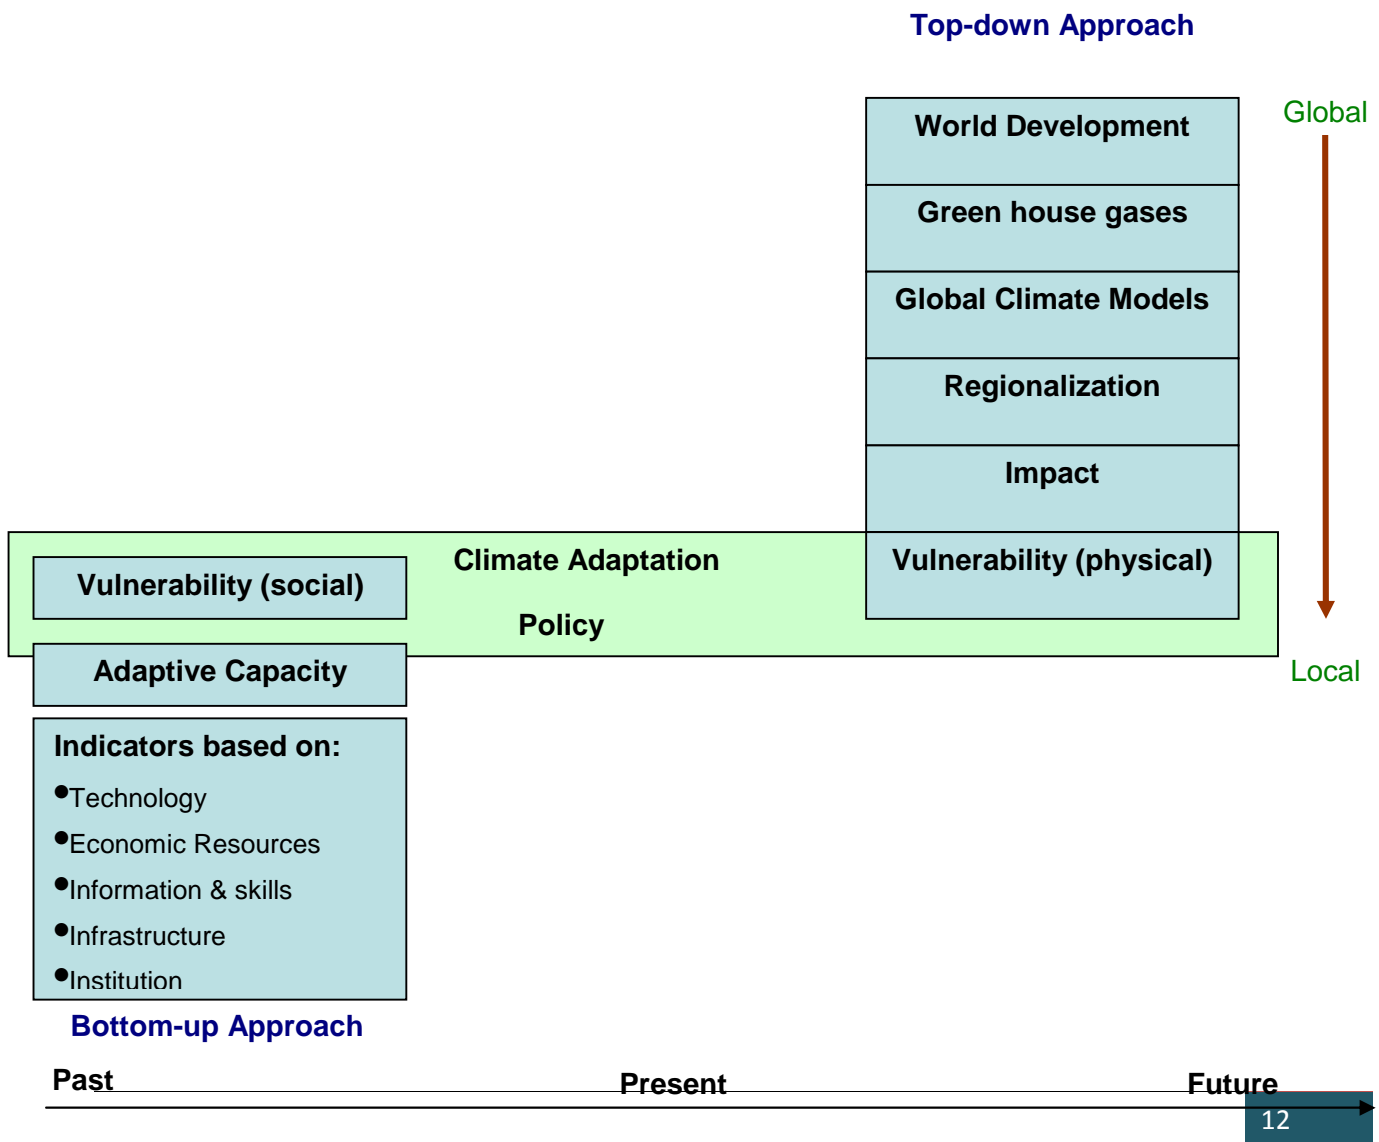 Top-down Approach
World Development
Global
Green house gases
Global Climate Models
Regionalization
Impact
Climate Adaptation
Policy
Vulnerability (physical)
Vulnerability (social)
Adaptive Capacity
Local
Indicators based on:
•Technology
•Economic Resources
•Information & skills
•Infrastructure
•Institution
Bottom-up Approach
Past
Present
Future
12